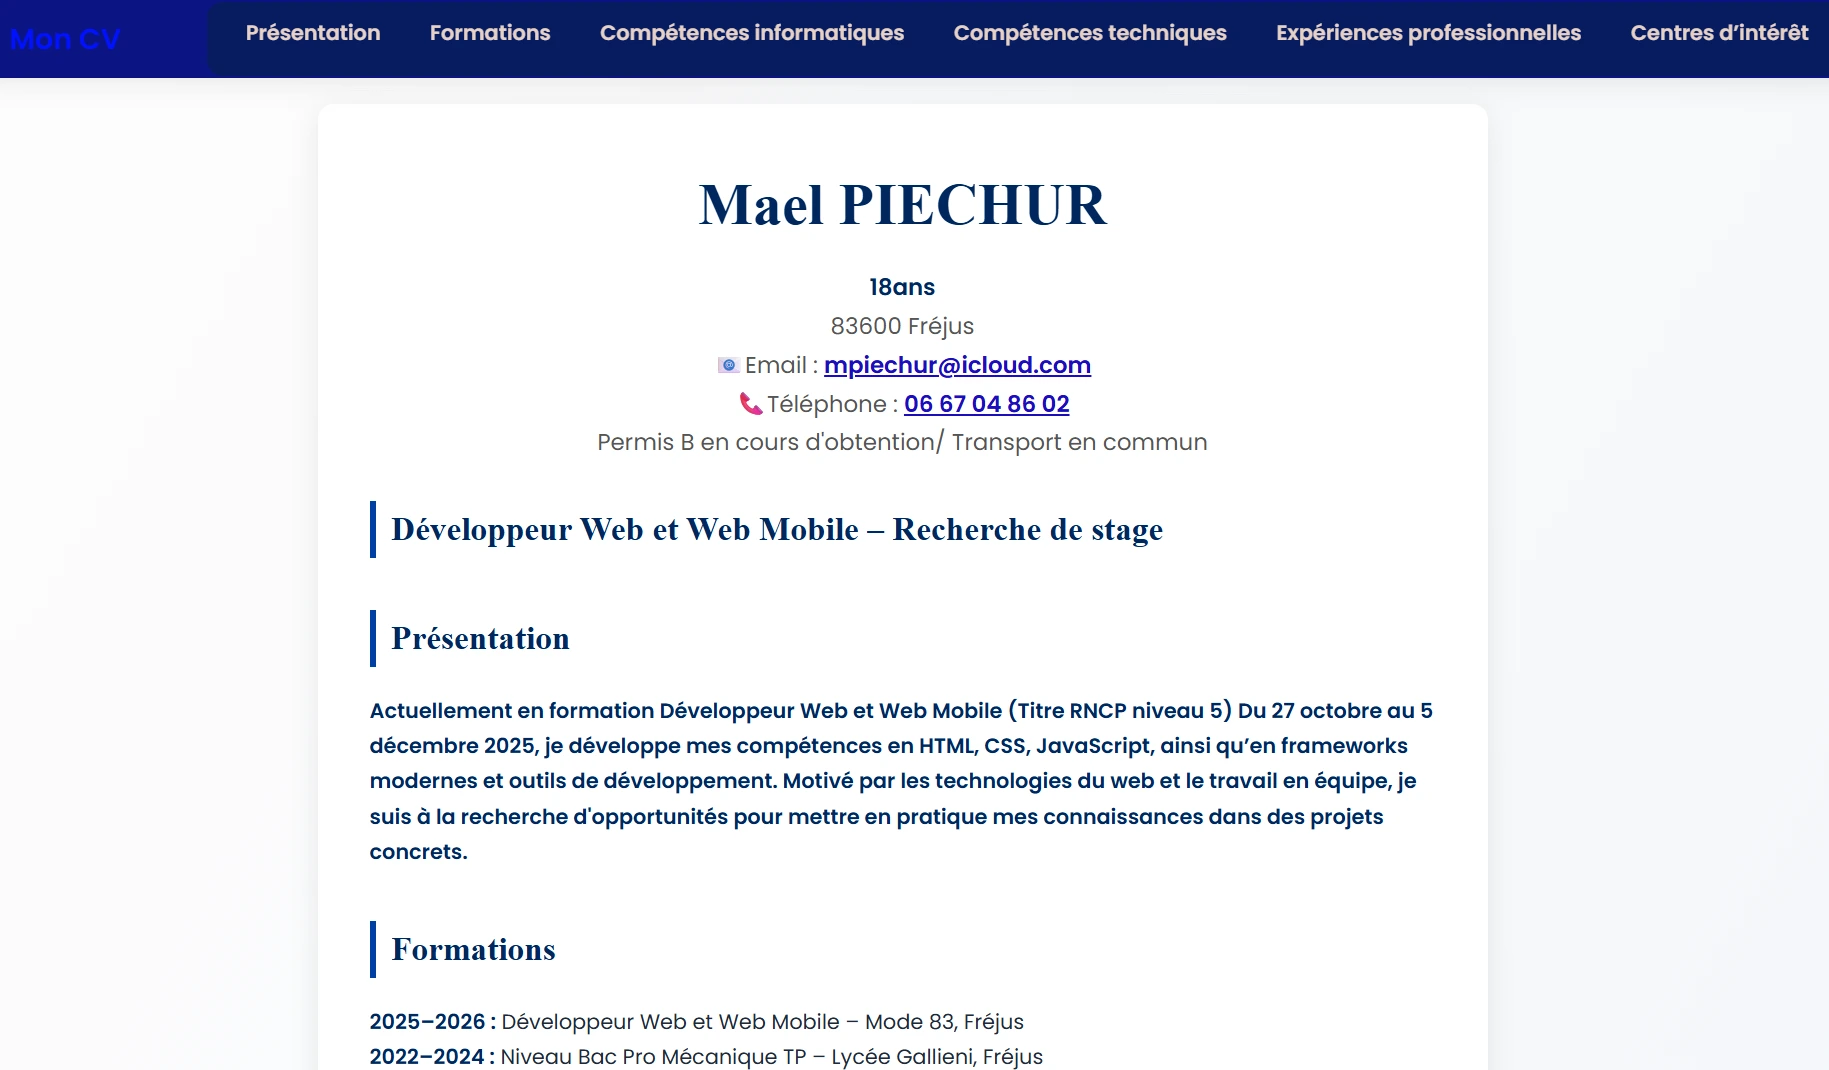 Mon CV
Présentation Formations Compétences informatiques Compétences techniques Expériences professionnelles Centres d’intérêt
Mael PIECHUR
18ans
83600 Fréjus
Email : mpiechur@icloud.com
Téléphone : 06 67 04 86 02
Permis B en cours d'obtention/ Transport en commun
Développeur Web et Web Mobile – Recherche de stage
Présentation
Actuellement en formation Développeur Web et Web Mobile (Titre RNCP niveau 5) Du 27 octobre au 5
décembre 2025, je développe mes compétences en HTML, CSS, JavaScript, ainsi qu’en frameworks
modernes et outils de développement. Motivé par les technologies du web et le travail en équipe, je
suis à la recherche d'opportunités pour mettre en pratique mes connaissances dans des projets
concrets.
Formations
2025–2026 : Développeur Web et Web Mobile – Mode 83, Fréjus
2022–2024 : Niveau Bac Pro Mécanique TP – Lycée Gallieni, Fréjus